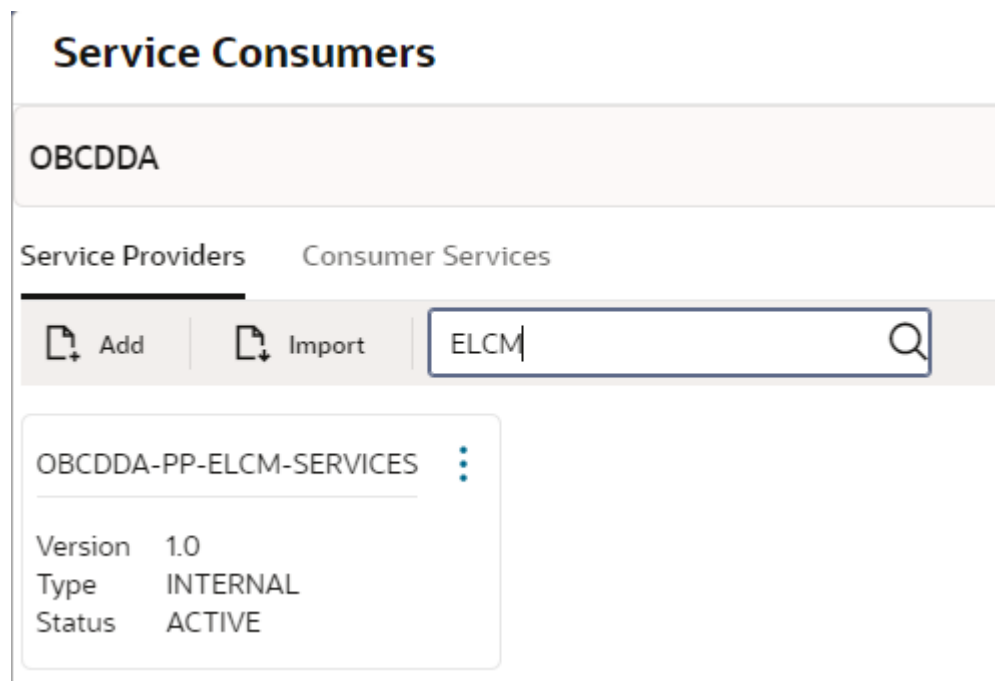 Service Consumers
OBCDDA
Service Providers Consumer Services
Add Import ELCM
OBCDDA-PP-ELCM-SERVICES
Version 1.0
Type INTERNAL
Status ACTIVE